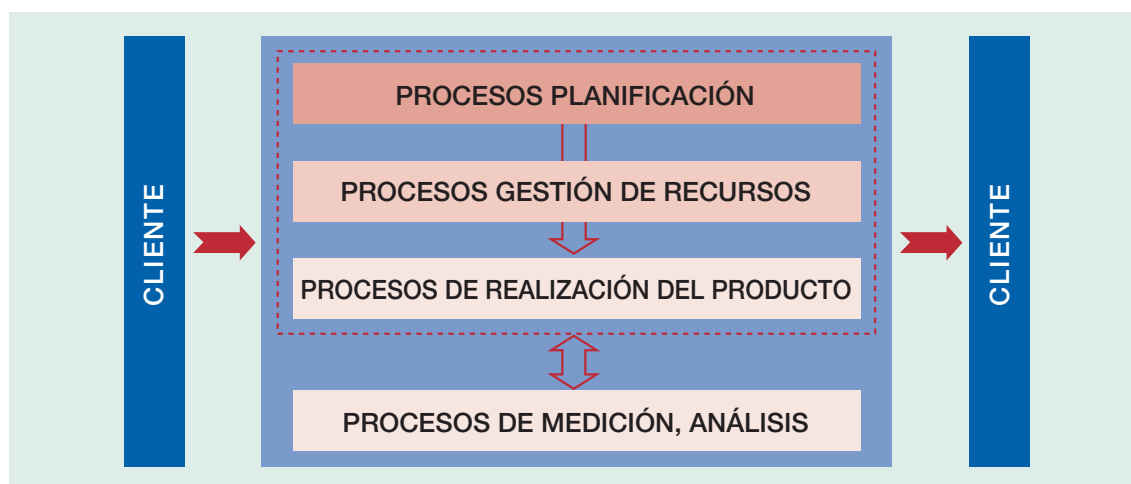 CLIENTE
PROCESOS PLANIFICACIÓN
PROCESOS GESTIÓN DE RECURSOS
PROCESOS DE REALIZACIÓN DEL PRODUCTO
PROCESOS DE MEDICIÓN, ANÁLISIS
CLIENTE